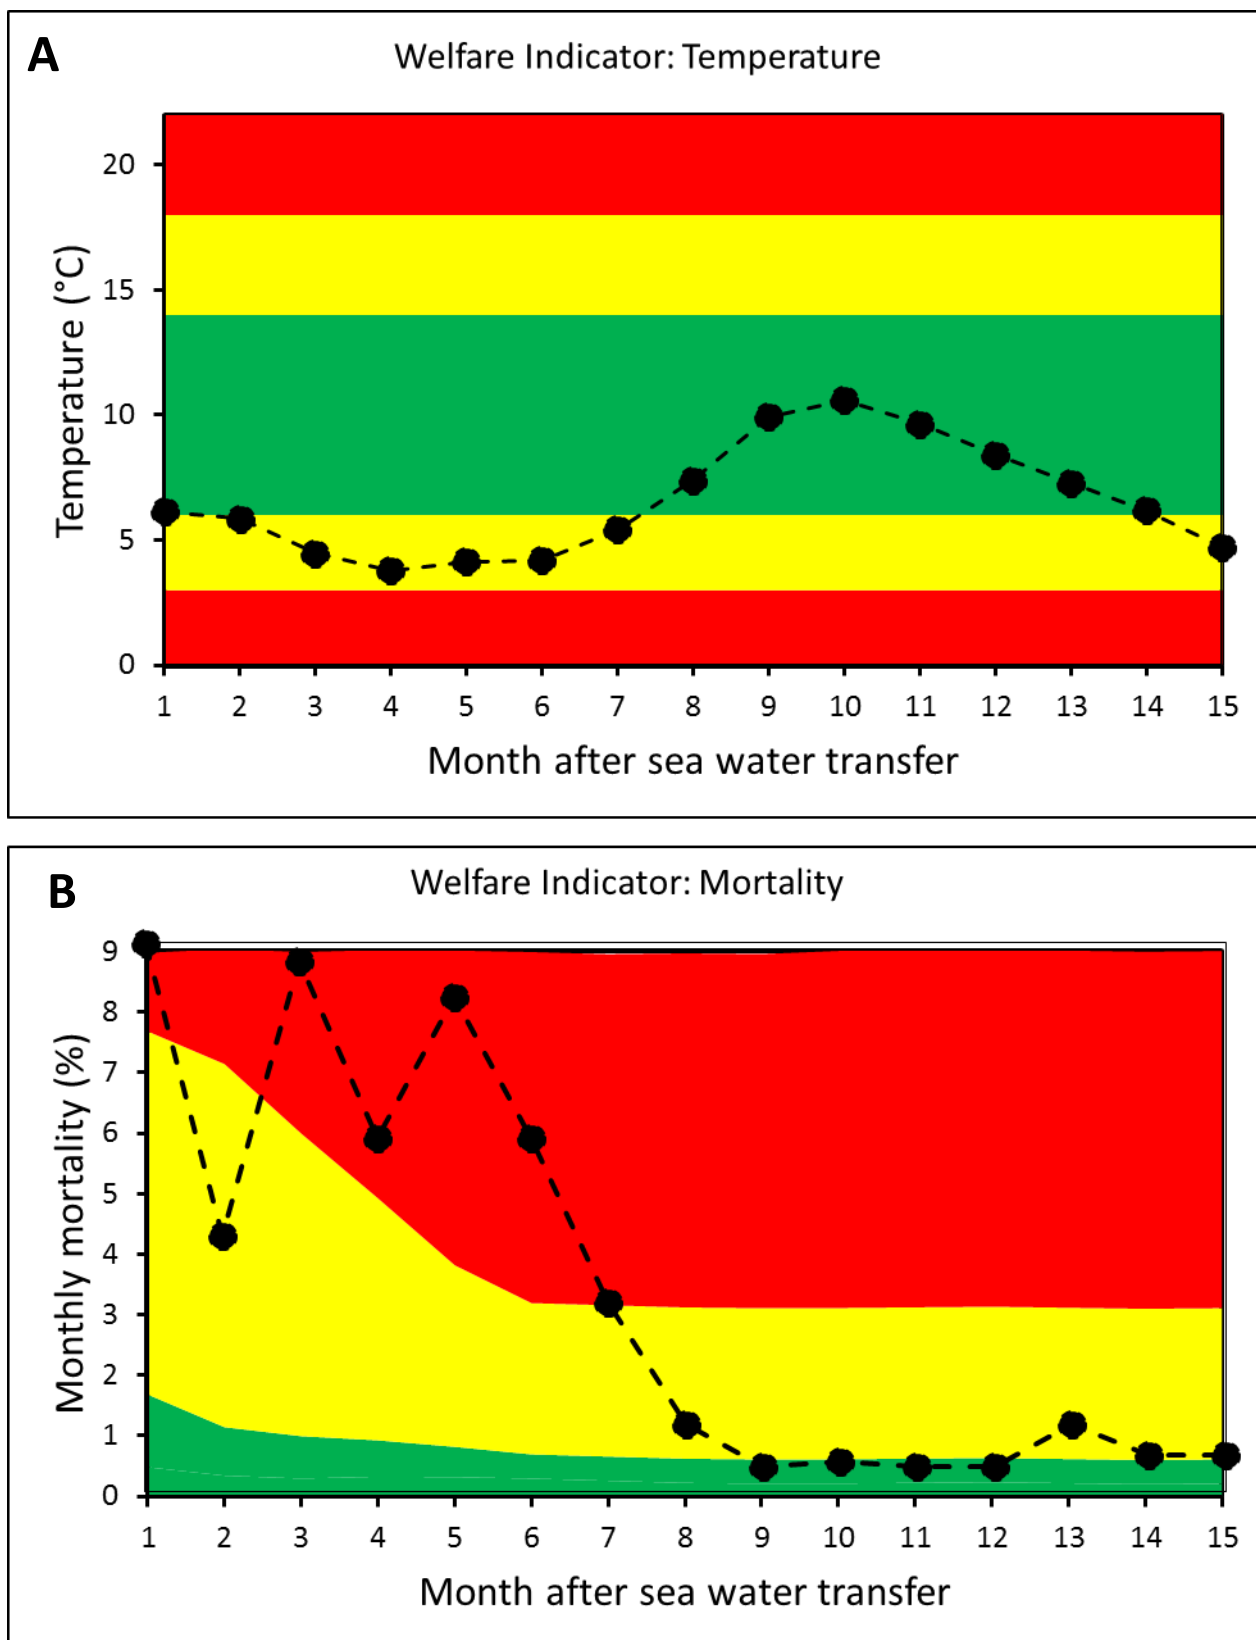 A
Welfare Indicator: Temperature
Temperature (°C)
20
15
10
5
0
1 2 3 4 5 6 7 8 9 10 11 12 13 14 15
Month after sea water transfer
B
Welfare Indicator: Mortality
Monthly mortality (%)
9
8
7
6
5
4
3
2
1
0
1 2 3 4 5 6 7 8 9 10 11 12 13 14 15
Month after sea water transfer